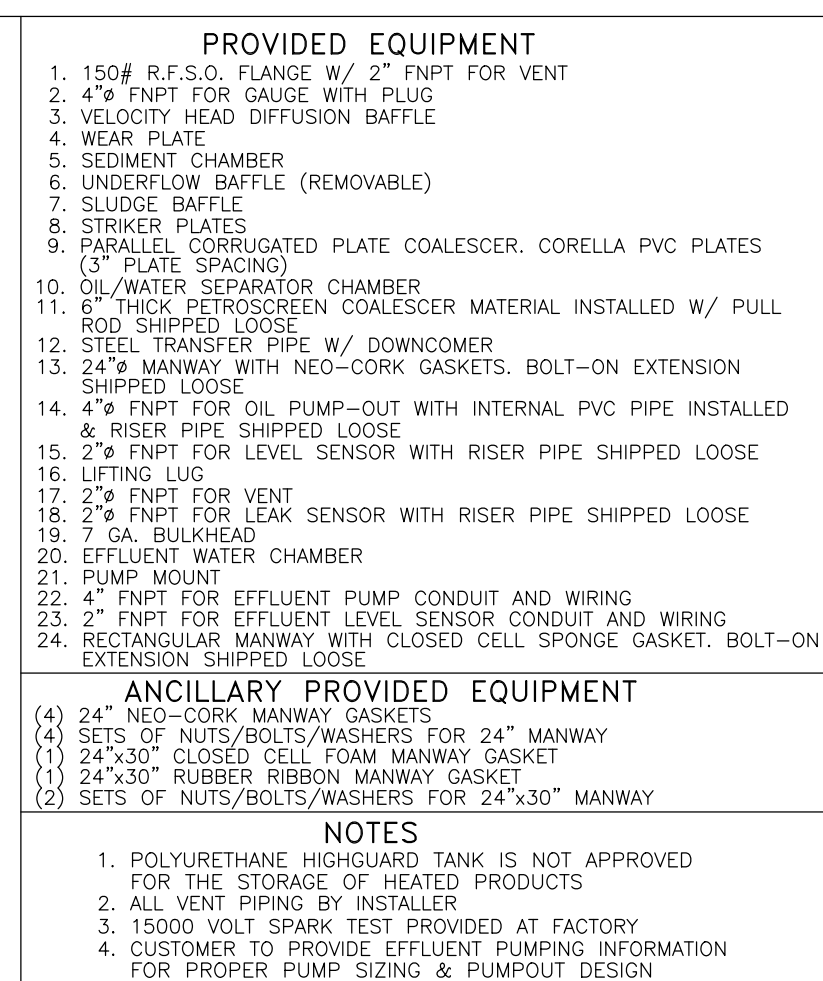 PROVIDED EQUIPMENT
1. 150# R.F.S.O. FLANGE W/ 2" FNPT FOR VENT
2. 4"ø FNPT FOR GAUGE WITH PLUG
3. VELOCITY HEAD DIFFUSION BAFFLE
4. WEAR PLATE
5. SEDIMENT CHAMBER
6. UNDERFLOW BAFFLE (REMOVABLE)
7. SLUDGE BAFFLE
8. STRIKER PLATES
9. PARALLEL CORRUGATED PLATE COALESCER. CORELLA PVC PLATES
(3" PLATE SPACING)
10. OIL/WATER SEPARATOR CHAMBER
11. 6" THICK PETROSCREEN COALESCER MATERIAL INSTALLED W/ PULL
ROD SHIPPED LOOSE
12. STEEL TRANSFER PIPE W/ DOWNCOMER
13. 24"ø MANWAY WITH NEO-CORK GASKETS. BOLT-ON EXTENSION
SHIPPED LOOSE
14. 4"ø FNPT FOR OIL PUMP-OUT WITH INTERNAL PVC PIPE INSTALLED
& RISER PIPE SHIPPED LOOSE
15. 2"ø FNPT FOR LEVEL SENSOR WITH RISER PIPE SHIPPED LOOSE
16. LIFTING LUG
17. 2"ø FNPT FOR VENT
18. 2"ø FNPT FOR LEAK SENSOR WITH RISER PIPE SHIPPED LOOSE
19. 7 GA. BULKHEAD
20. EFFLUENT WATER CHAMBER
21. PUMP MOUNT
22. 4" FNPT FOR EFFLUENT PUMP CONDUIT AND WIRING
23. 2" FNPT FOR EFFLUENT LEVEL SENSOR CONDUIT AND WIRING
24. RECTANGULAR MANWAY WITH CLOSED CELL SPONGE GASKET. BOLT-ON
EXTENSION SHIPPED LOOSE
ANCILLARY PROVIDED EQUIPMENT
(4) 24" NEO-CORK MANWAY GASKETS
(4) SETS OF NUTS/BOLTS/WASHERS FOR 24" MANWAY
(1) 24"x30" CLOSED CELL FOAM MANWAY GASKET
(1) 24"x30" RUBBER RIBBON MANWAY GASKET
(2) SETS OF NUTS/BOLTS/WASHERS FOR 24"x30" MANWAY
NOTES
1. POLYURETHANE HIGHGUARD TANK IS NOT APPROVED
FOR THE STORAGE OF HEATED PRODUCTS
2. ALL VENT PIPING BY INSTALLER
3. 15000 VOLT SPARK TEST PROVIDED AT FACTORY
4. CUSTOMER TO PROVIDE EFFLUENT PUMPING INFORMATION
FOR PROPER PUMP SIZING & PUMPOUT DESIGN